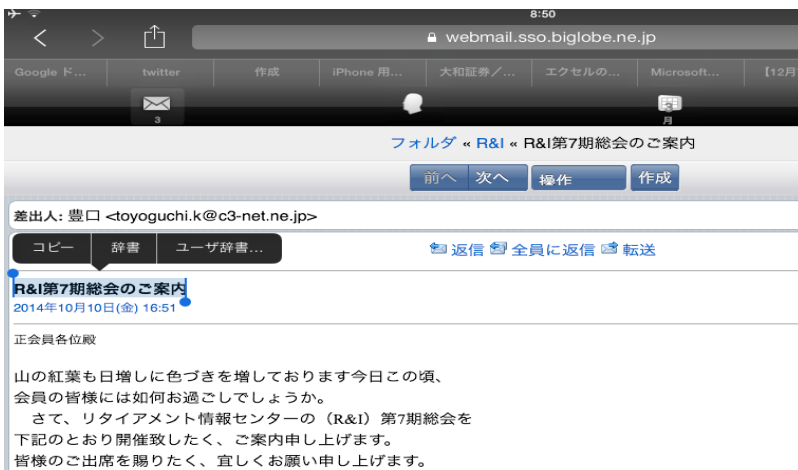 8:50
webmail.sso.biglobe.ne.jp
Google ド... twitter 作成 iPhone 用... 大和証券／... エクセルの... Microsoft... 【12月
3 3 月
フォルダ « R&I « R&I第7期総会のご案内
前へ 次へ 操作 作成
差出人: 豊口 <toyoguchi.k@c3-net.ne.jp>
コピー 辞書 ユーザ辞書... 返信 全員に返信 転送
R&I第7期総会のご案内
2014年10月10日(金) 16:51
正会員各位殿
山の紅葉も日増しに色づきを増しております今日この頃、
会員の皆様には如何お過ごしでしょうか。
さて、リタイアメント情報センターの（R&I）第7期総会を
下記のとおり開催致したく、ご案内申し上げます。
皆様のご出席を賜りたく、宜しくお願い申し上げます。